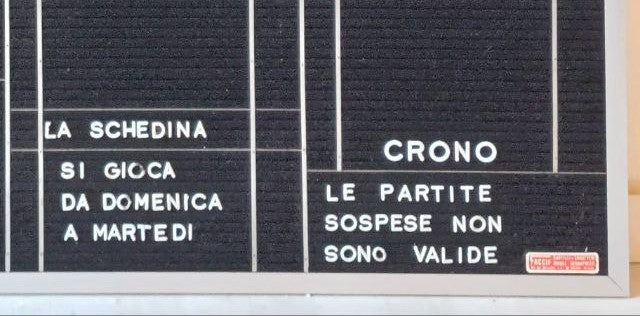 LA SCHEDINA
SI GIOCA
DA DOMENICA
A MARTEDI
CRONO
LE PARTITE
SOSPESE NON
SONO VALIDE